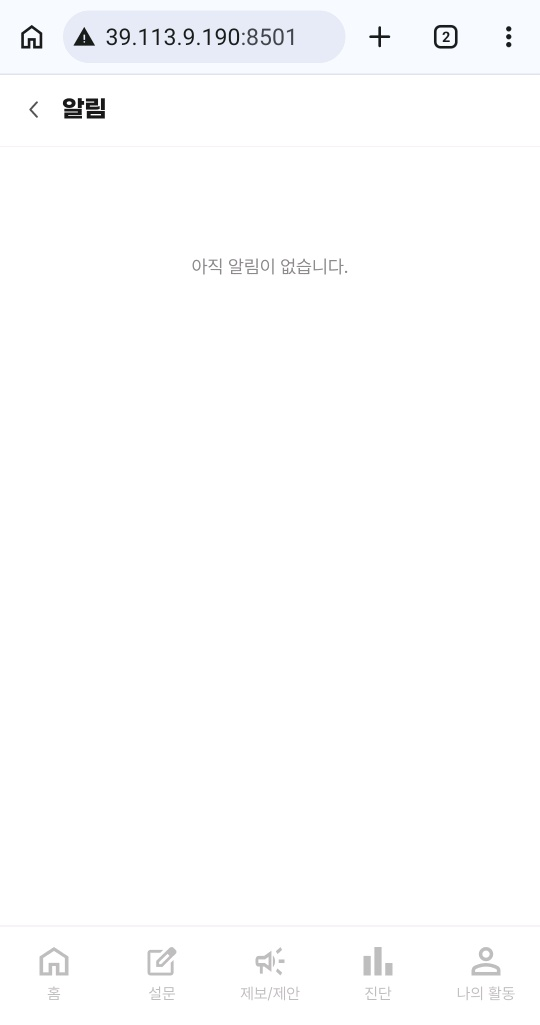 39.113.9.190:8501
2
알림
아직 알림이 없습니다.
홈
설문
제보/제안
진단
나의 활동